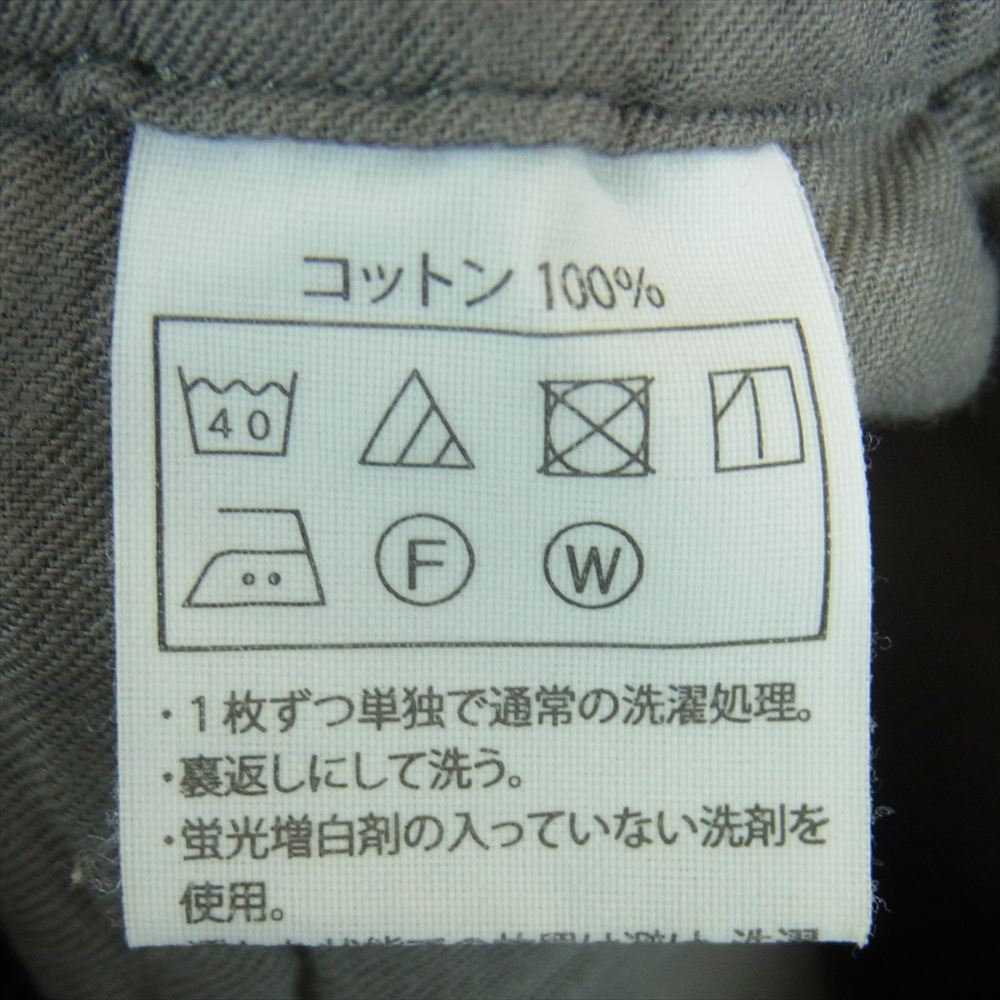 コットン 100%
40
F W
・1枚ずつ単独で通常の洗濯処理。
・裏返しにして洗う。
・蛍光増白剤の入っていない洗剤を
使用。